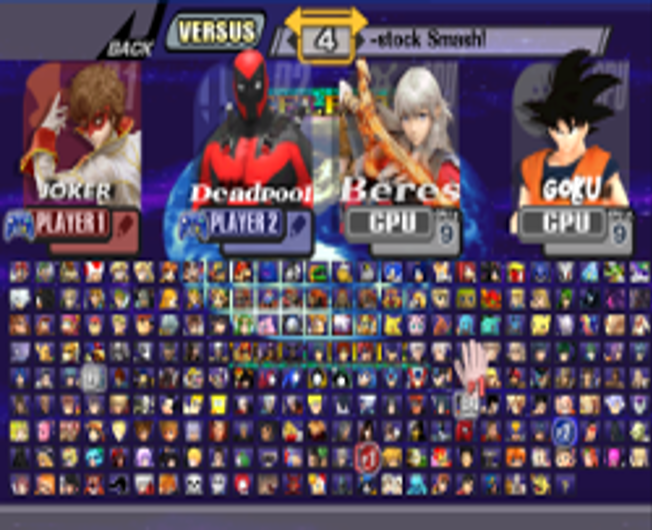 BACK
VERSUS
4
-stock Smash!
JOKER
Deadpool
Beres
GOKU
PLAYER 1
PLAYER 2
CPU
9
CPU
9